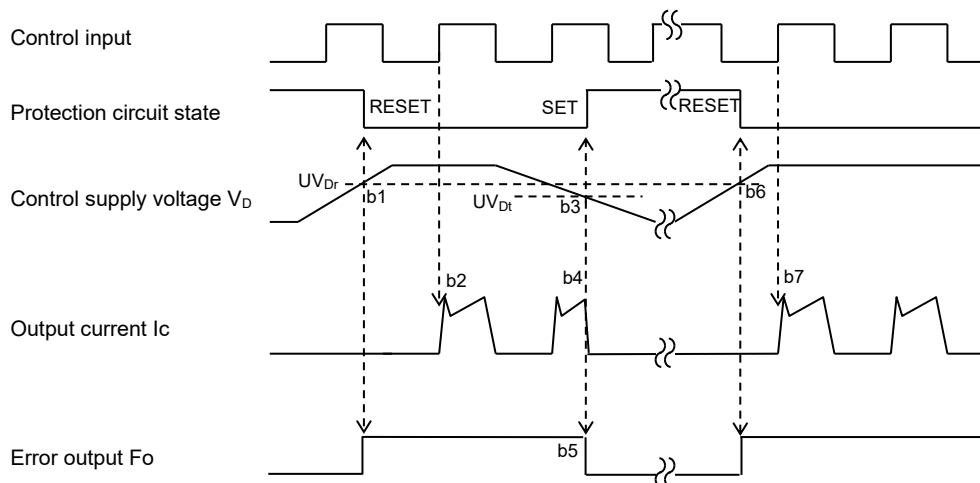 Control input
Protection circuit state
RESET
SET
RESET
Control supply voltage VD
UVDr
b1
UVDt
b3
b6
b2
b4
b7
Output current Ic
Error output Fo
b5